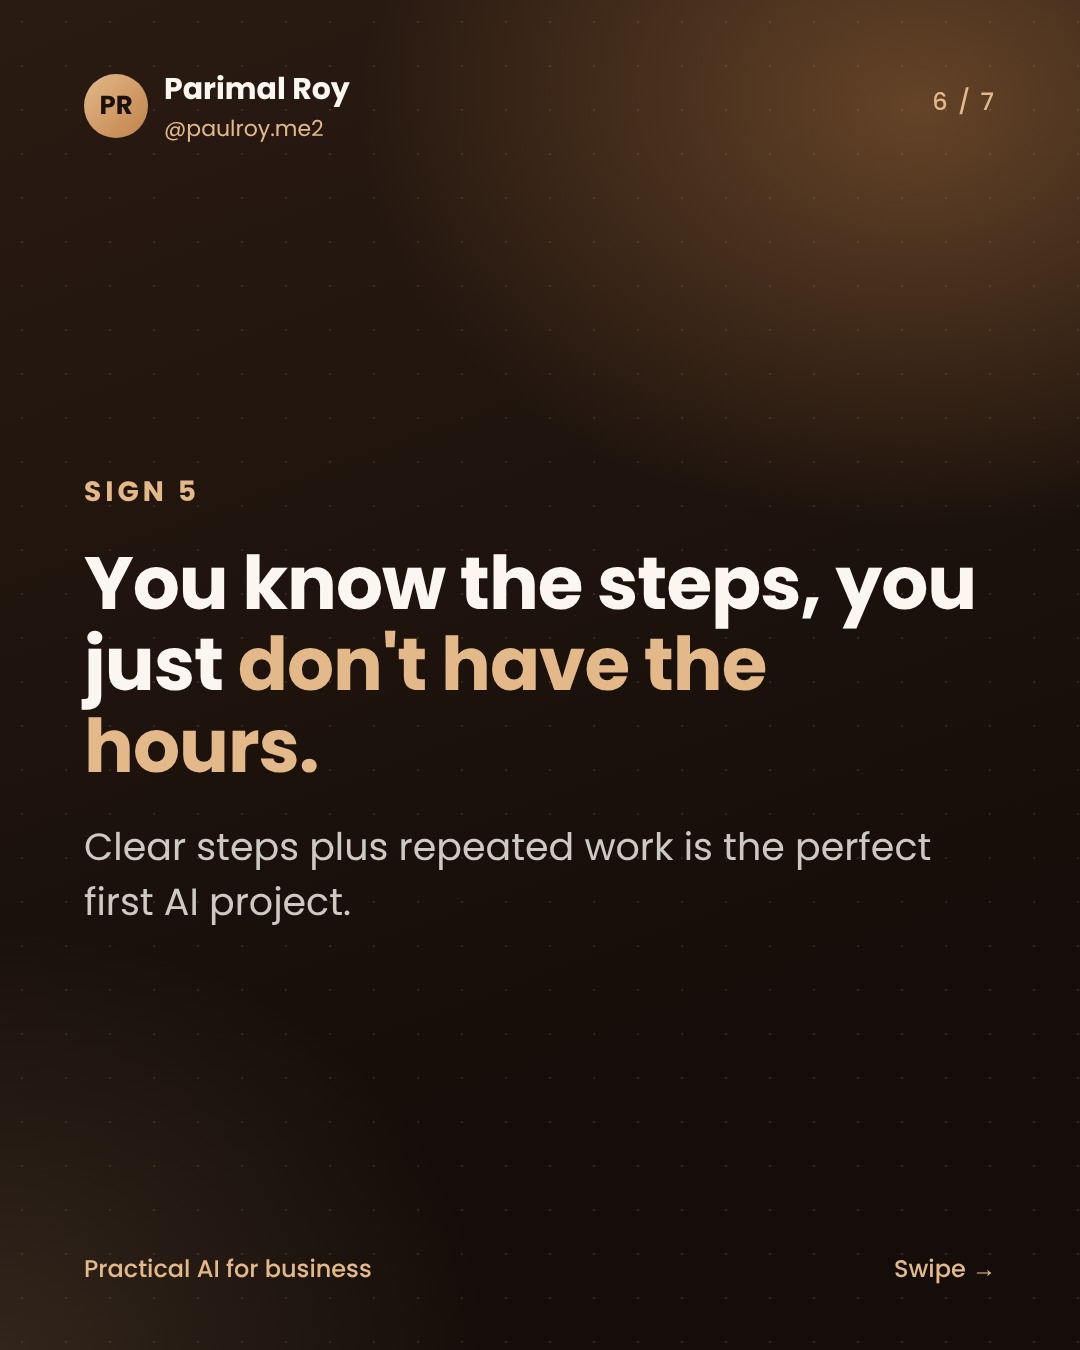 PR
Parimal Roy
@paulroy.me2
6 / 7
SIGN 5
You know the steps, you
just don't have the
hours.
Clear steps plus repeated work is the perfect
first AI project.
Practical AI for business
Swipe →